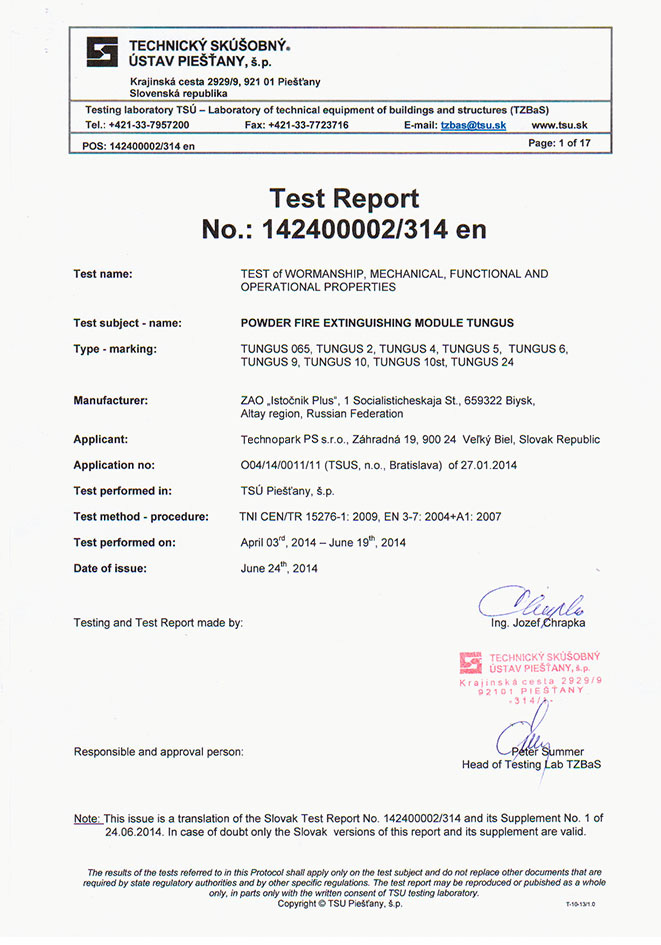 TECHNICKÝ SKÚŠOBNÝ
ÚSTAV PIEŠŤANY, š.p.
Krajinská cesta 2929/9, 921 01 Piešťany
Slovenská republika
Testing laboratory TSÚ – Laboratory of technical equipment of buildings and structures (TZBaS)
Tel.: +421-33-7957200 Fax: +421-33-7723716 E-mail: tzbas@tsu.sk www.tsu.sk
POS: 142400002/314 en Page: 1 of 17
Test Report
No.: 142400002/314 en
Test name: TEST of WORMANSHIP, MECHANICAL, FUNCTIONAL AND
OPERATIONAL PROPERTIES
Test subject - name: POWDER FIRE EXTINGUISHING MODULE TUNGUS
Type - marking: TUNGUS 065, TUNGUS 2, TUNGUS 4, TUNGUS 5, TUNGUS 6,
TUNGUS 9, TUNGUS 10, TUNGUS 10st, TUNGUS 24
Manufacturer: ZAO „Istočnik Plus“, 1 Socialisticheskaja St., 659322 Biysk,
Altay region, Russian Federation
Applicant: Technopark PS s.r.o., Záhradná 19, 900 24 Veľký Biel, Slovak Republic
Application no: O04/14/0011/11 (TSUS, n.o., Bratislava) of 27.01.2014
Test performed in: TSÚ Piešťany, š.p.
Test method - procedure: TNI CEN/TR 15276-1: 2009, EN 3-7: 2004+A1: 2007
Test performed on: April 03rd, 2014 – June 19th, 2014
Date of issue: June 24th, 2014
Testing and Test Report made by: Ing. Jozef Chrapka
TECHNICKÝ SKÚŠOBNÝ
ÚSTAV PIEŠŤANY, š.p.
Krajinská cesta 2929/9
92101 PIEŠŤANY
-314/
Responsible and approval person: Peter Summer
Head of Testing Lab TZBaS
Note: This issue is a translation of the Slovak Test Report No. 142400002/314 and its Supplement No. 1 of
24.06.2014. In case of doubt only the Slovak versions of this report and its supplement are valid.
The results of the tests referred to in this Protocol shall apply only on the test subject and do not replace other documents that are
required by state regulatory authorities and by other specific regulations. The test report may be reproduced or pubished as a whole
only, in parts only with the written consent of TSU testing laboratory.
Copyright © TSU Piešťany, š.p. T-10-13/1.0